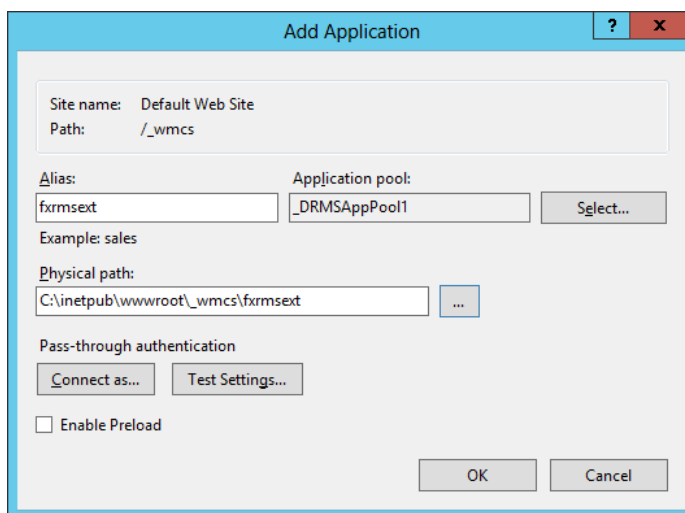 Add Application
?
x
Site name: Default Web Site
Path: /_wmcs
Alias:
Application pool:
fxrmsext
_DRMSAppPool1
Select...
Example: sales
Physical path:
C:\inetpub\wwwroot\_wmcs\fxrmsext
...
Pass-through authentication
Connect as...
Test Settings...
Enable Preload
OK
Cancel